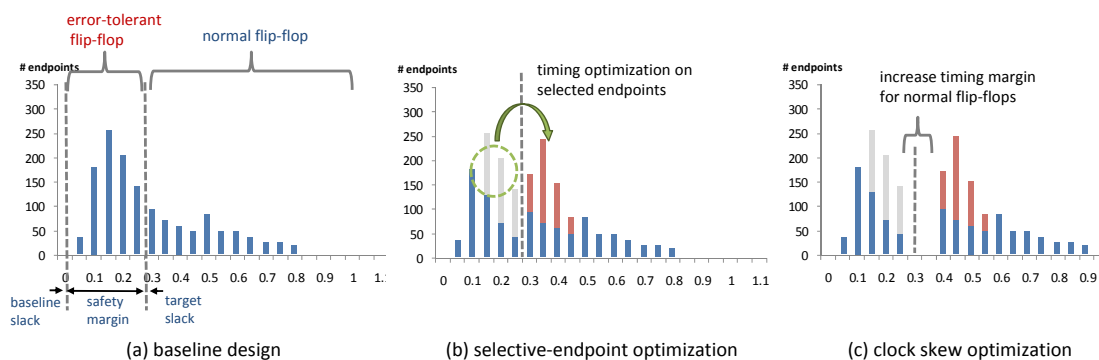 error-tolerant
flip-flop
normal flip-flop
# endpoints
350
300
250
200
150
100
50
0
0.1 0.2 0.3 0.4 0.5 0.6 0.7 0.8 0.9 1 1.1
baseline
slack
safety
margin
target
slack
(a) baseline design
# endpoints
timing optimization on
selected endpoints
350
300
250
200
150
100
50
0
0.1 0.2 0.3 0.4 0.5 0.6 0.7 0.8 0.9 1 1.1
(b) selective-endpoint optimization
# endpoints
increase timing margin
for normal flip-flops
350
300
250
200
150
100
50
0
0.1 0.2 0.3 0.4 0.5 0.6 0.7 0.8 0.9
(c) clock skew optimization